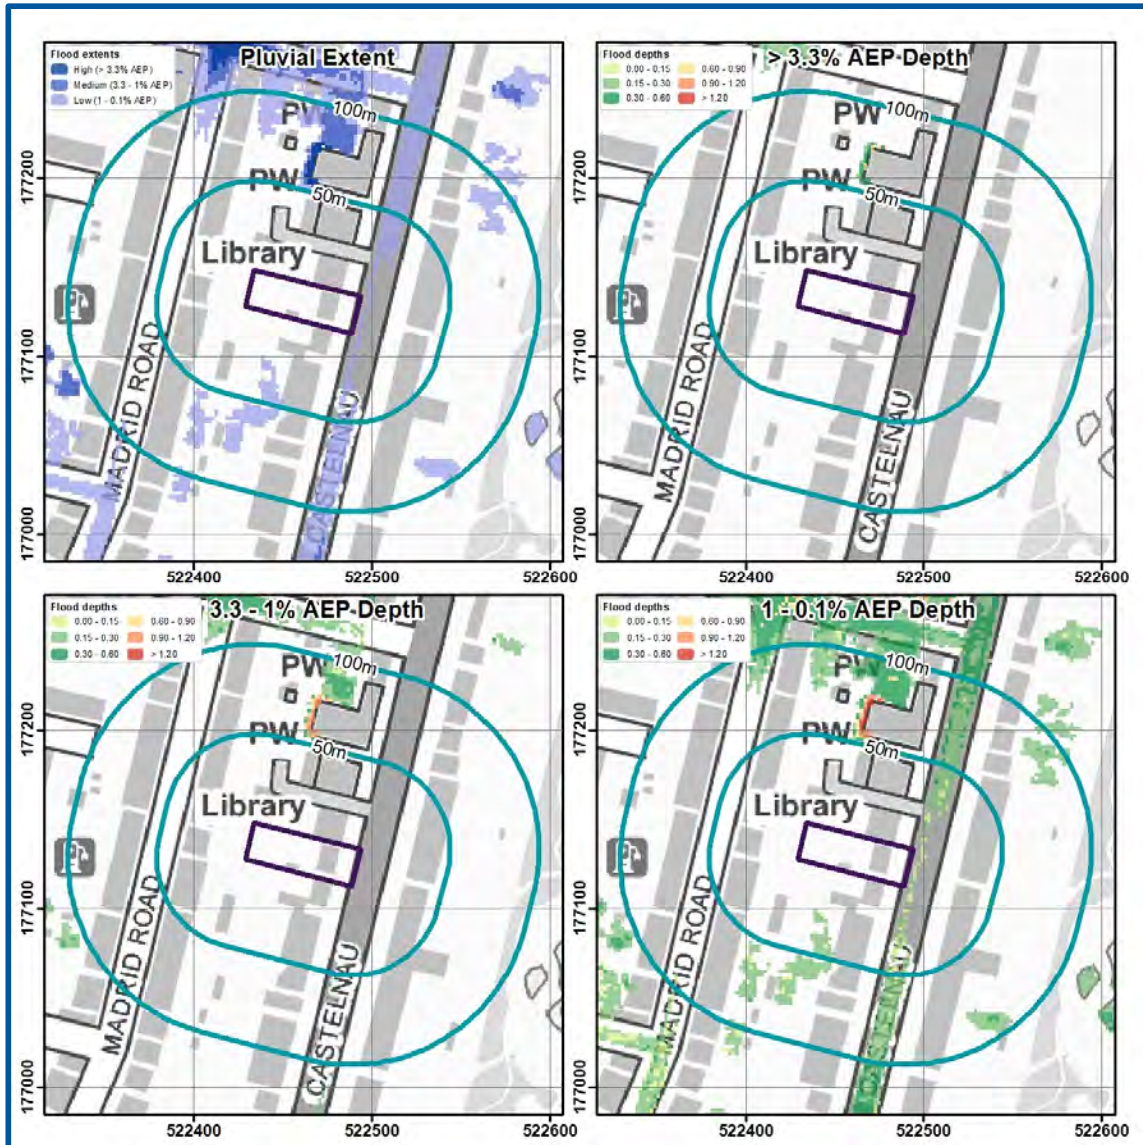 Pluvial Extent
Flood extents
High (> 3.3% AEP)
Medium (3.3 - 1% AEP)
Low (1 - 0.1% AEP)
100m
PW
PW
50m
Library
MADRID ROAD
CASTELNAU
177200
177100
177000
522400
522500
522600
> 3.3% AEP Depth
Flood depths
0.00 - 0.15
0.60 - 0.90
0.15 - 0.30
0.90 - 1.20
0.30 - 0.60
> 1.20
100m
PW
PW
50m
Library
MADRID ROAD
CASTELNAU
177200
177100
177000
522400
522500
522600
3.3 - 1% AEP Depth
Flood depths
0.00 - 0.15
0.60 - 0.90
0.15 - 0.30
0.90 - 1.20
0.30 - 0.60
> 1.20
100m
PW
PW
50m
Library
MADRID ROAD
CASTELNAU
177200
177100
177000
522400
522500
522600
1 - 0.1% AEP Depth
Flood depths
0.00 - 0.15
0.60 - 0.90
0.15 - 0.30
0.90 - 1.20
0.30 - 0.60
> 1.20
100m
PW
PW
50m
Library
MADRID ROAD
CASTELNAU
177200
177100
177000
522400
522500
522600